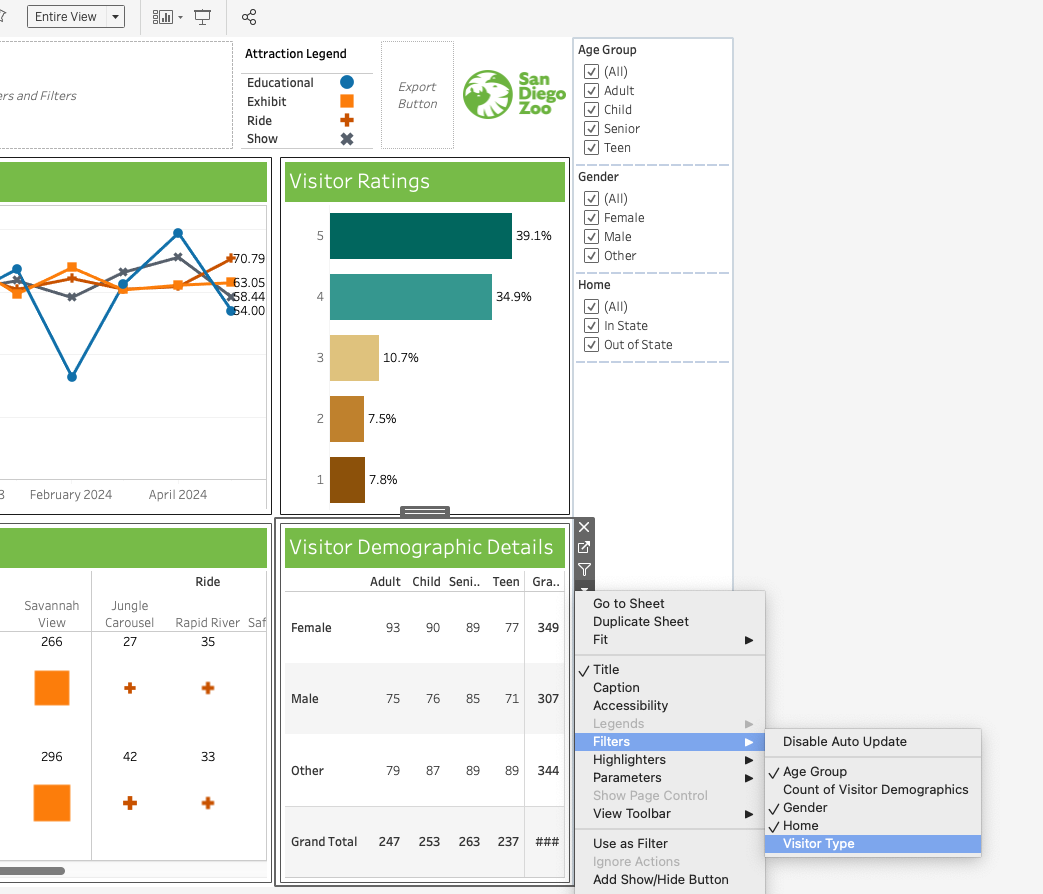 Entire View
ers and Filters
Attraction Legend
Educational
Exhibit
Ride
Show
Export
Button
San
Diego
Zoo
Age Group
(All)
Adult
Child
Senior
Teen
Gender
(All)
Female
Male
Other
Home
(All)
In State
Out of State
70.79
63.05
58.44
54.00
3 February 2024 April 2024
Visitor Ratings
5 39.1%
4 34.9%
3 10.7%
2 7.5%
1 7.8%
Ride
Savannah View
Jungle Carousel
Rapid River
Saf
266 27 35
296 42 33
Visitor Demographic Details
Adult Child Seni.. Teen Gra..
Female 93 90 89 77 349
Male 75 76 85 71 307
Other 79 87 89 89 344
Grand Total 247 253 263 237 ###
Go to Sheet
Duplicate Sheet
Fit
Title
Caption
Accessibility
Legends
Filters
Highlighters
Parameters
Show Page Control
View Toolbar
Use as Filter
Ignore Actions
Add Show/Hide Button
Disable Auto Update
Age Group
Count of Visitor Demographics
Gender
Home
Visitor Type